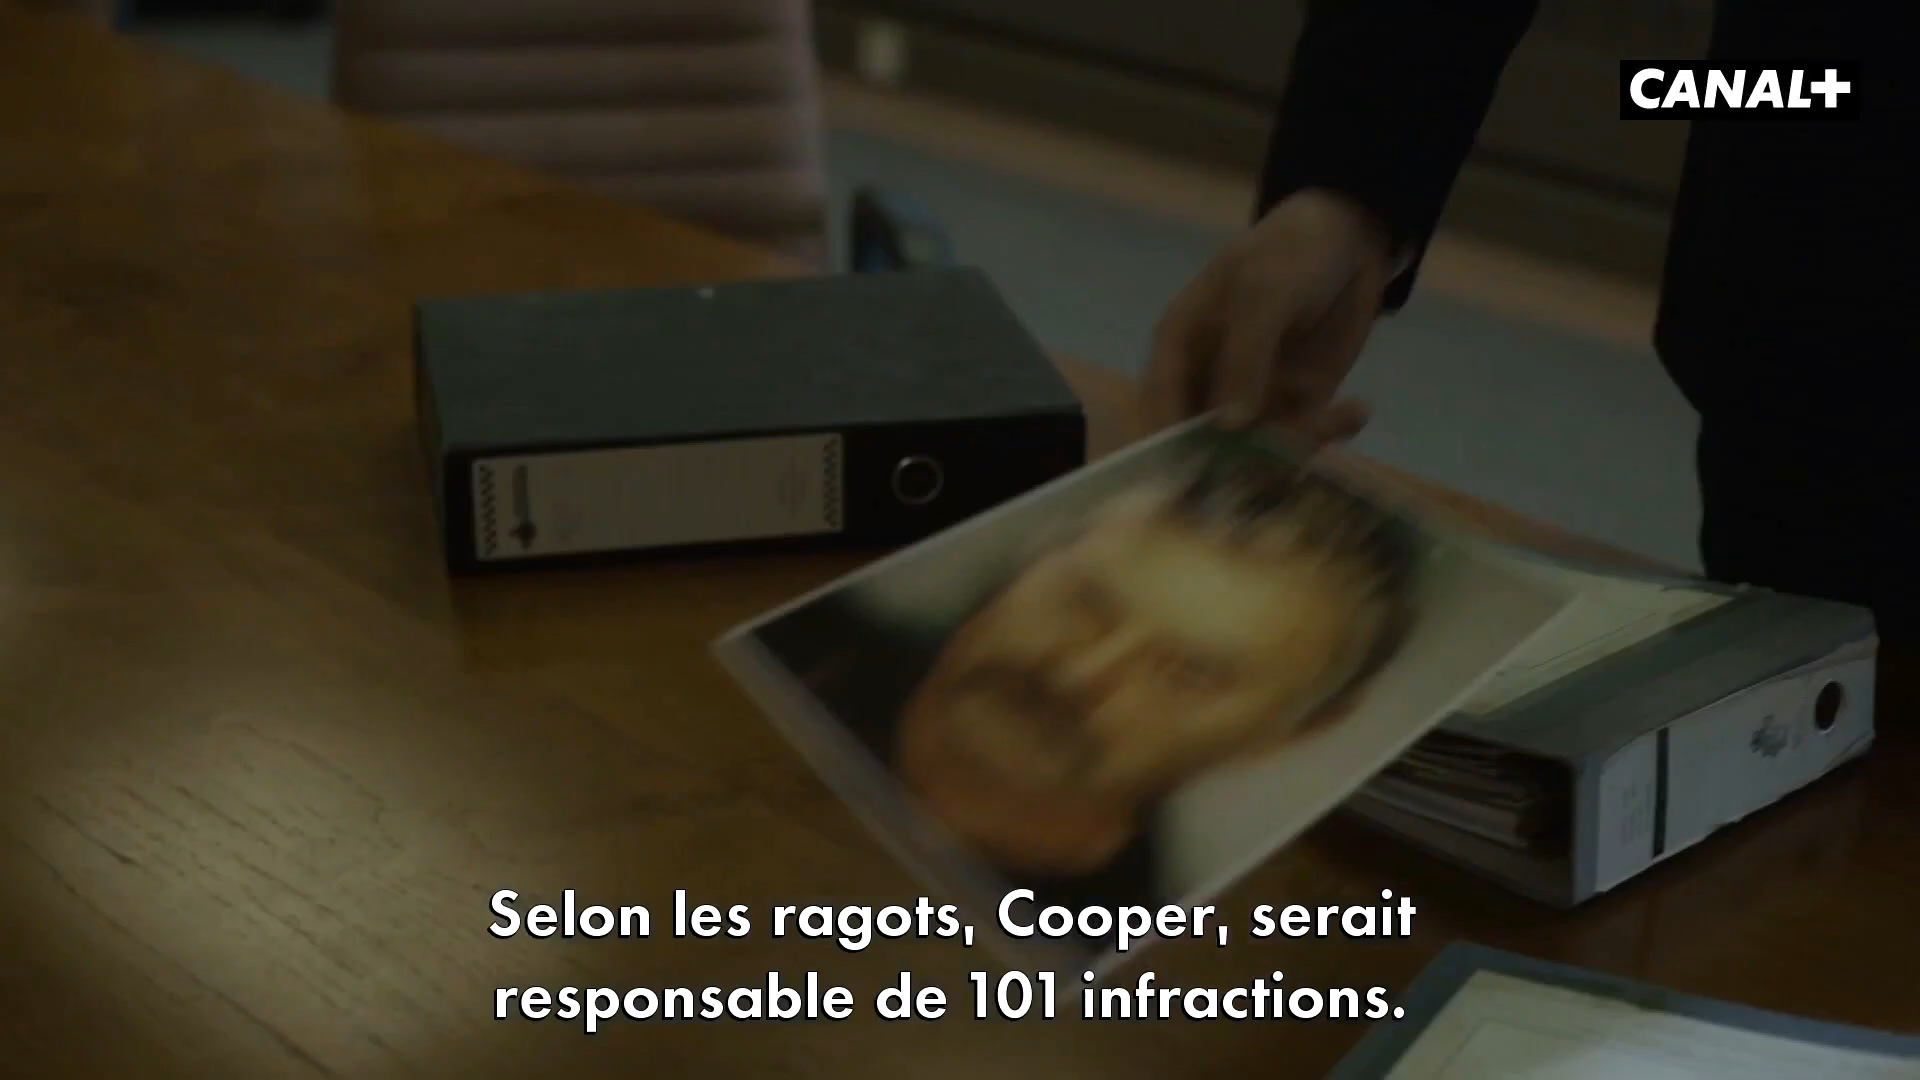 CANAL+
Selon les ragots, Cooper, serait
responsable de 101 infractions.